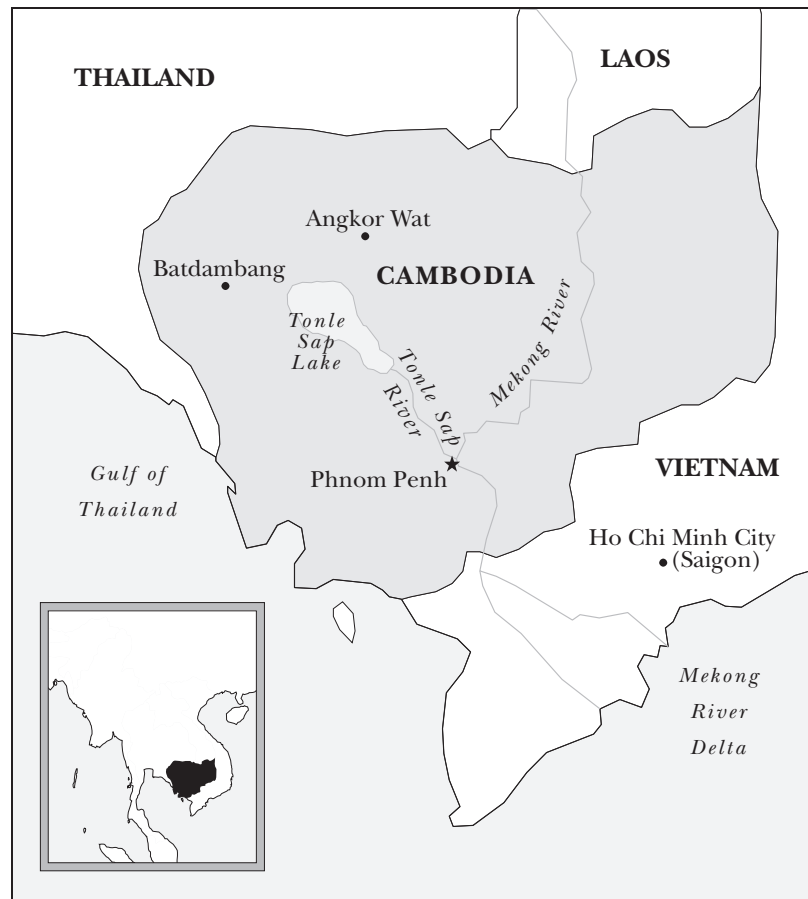 THAILAND
LAOS
Angkor Wat
Batdambang
CAMBODIA
Tonle
Sap
Lake
Tonle Sap
River
Mekong River
Phnom Penh
Gulf of
Thailand
VIETNAM
Ho Chi Minh City
(Saigon)
Mekong
River
Delta